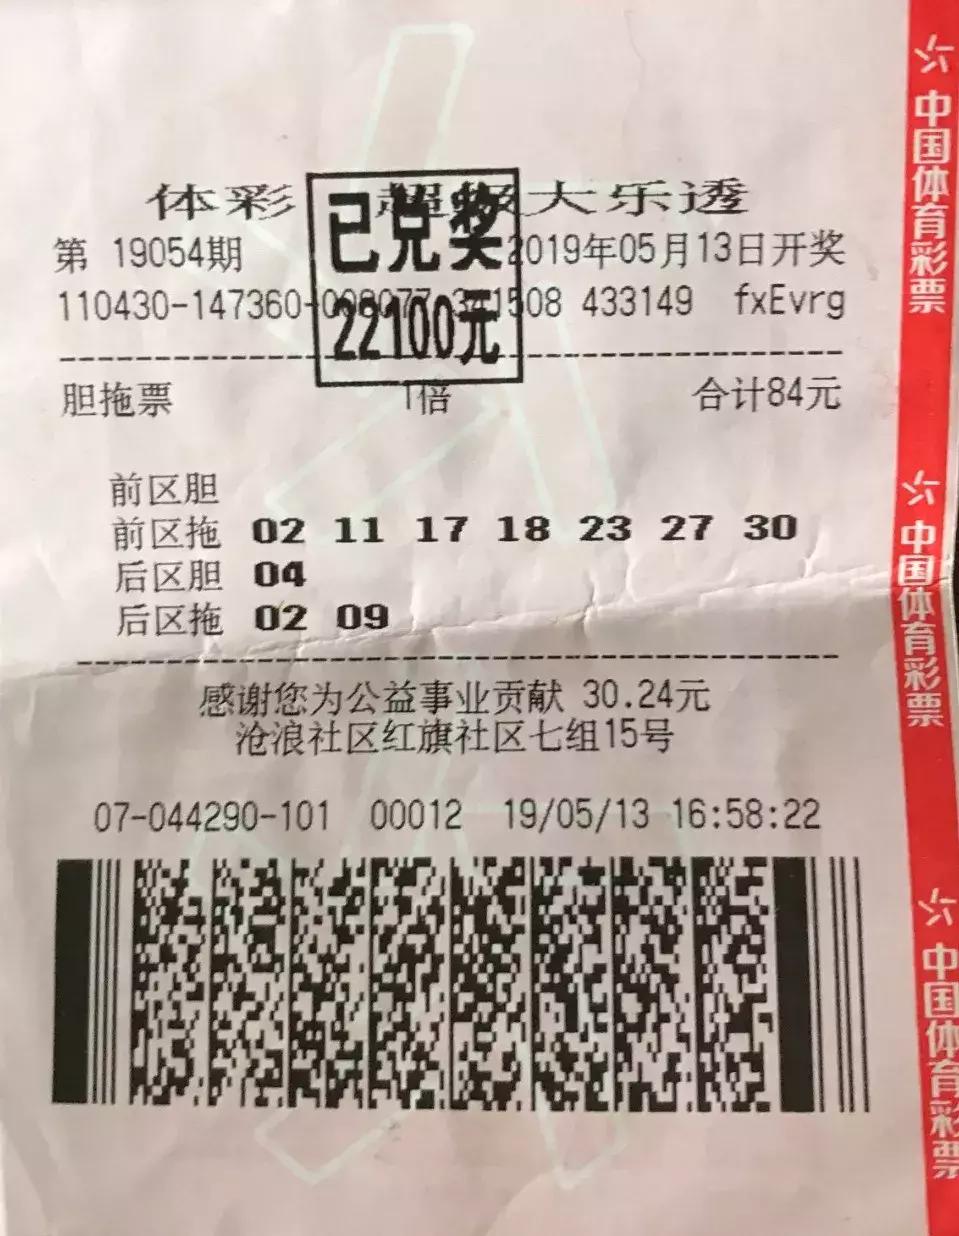 体彩 超级大乐透
已兑奖
22100元
第 19054期 2019年05月13日开奖
110430-147360- 433149 fxEvrg
胆拖票 1倍 合计84元
前区胆
前区拖 02 11 17 18 23 27 30
后区胆 04
后区拖 02 09
感谢您为公益事业贡献 30.24元
沧浪社区红旗社区七组15号
07-044290-101 00012 19/05/13 16:58:22
中国体育彩票
中国体育彩票
中国体育彩票